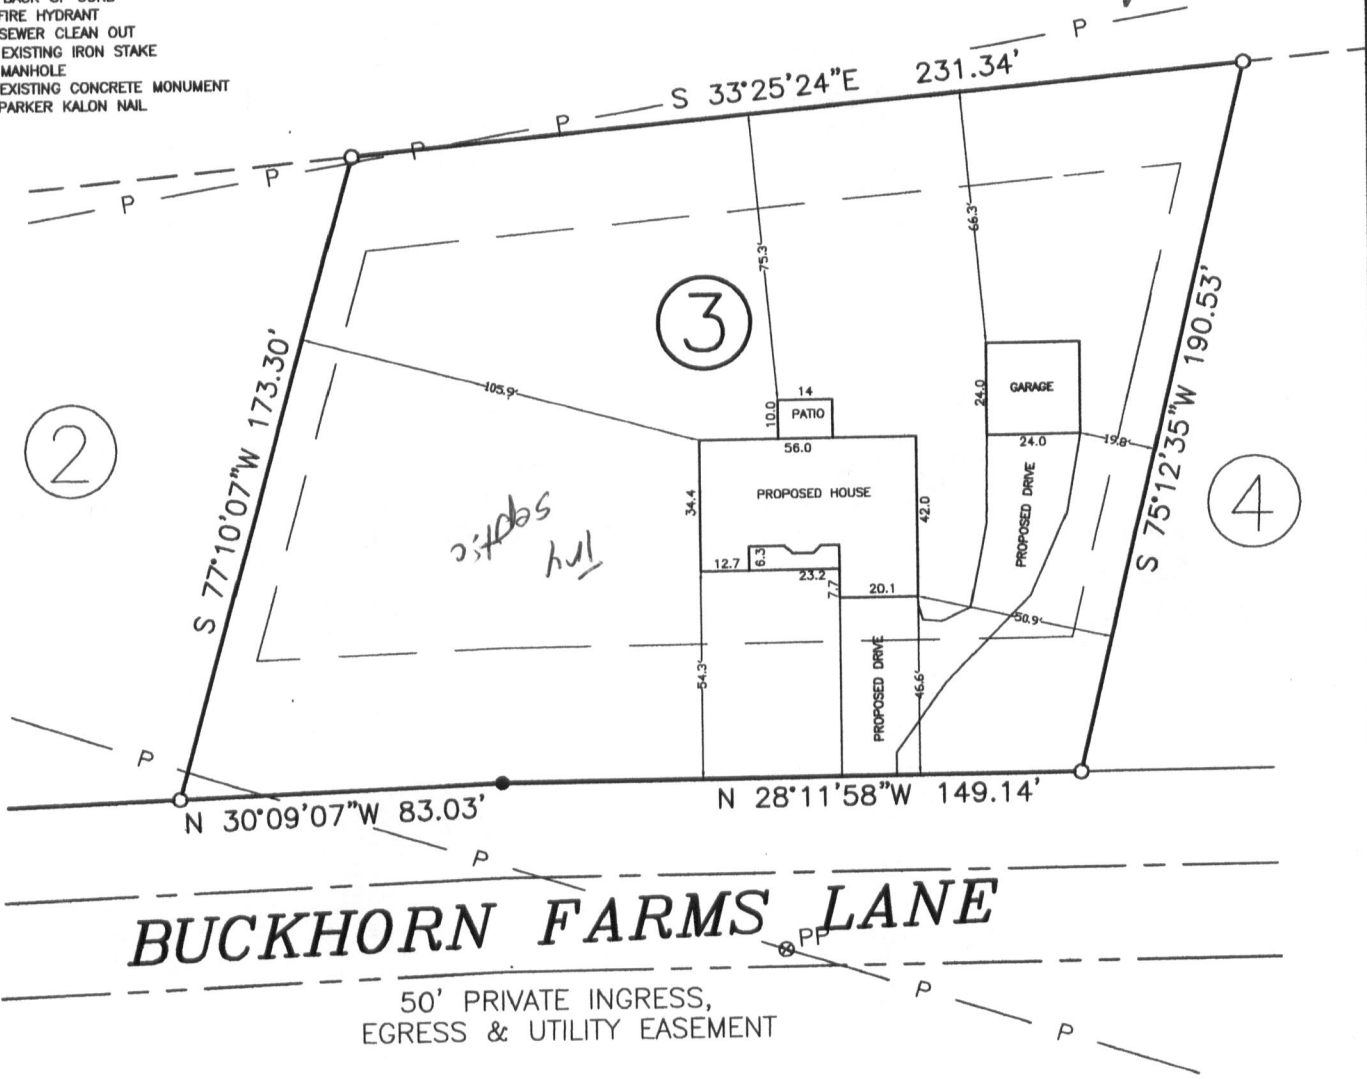 FIRE HYDRANT
SEWER CLEAN OUT
EXISTING IRON STAKE
MANHOLE
EXISTING CONCRETE MONUMENT
PARKER KALON NAIL
P
S 33°25'24"E 231.34'
P
P
P
P
75.3'
66.3'
3
S 77°10'07"W 173.30'
S 75°12'35"W 190.53'
105.9'
2
4
14
10.0
PATIO
24.0
GARAGE
24.0
19.8'
56.0
PROPOSED HOUSE
34.4
42.0
PROPOSED DRIVE
septic
12.7
6.3
23.2
7.7
20.1
50.9'
54.3'
PROPOSED DRIVE
46.6'
P
N 30°09'07"W 83.03'
N 28°11'58"W 149.14'
P
BUCKHORN FARMS LANE
PP
P
P
50' PRIVATE INGRESS,
EGRESS & UTILITY EASEMENT